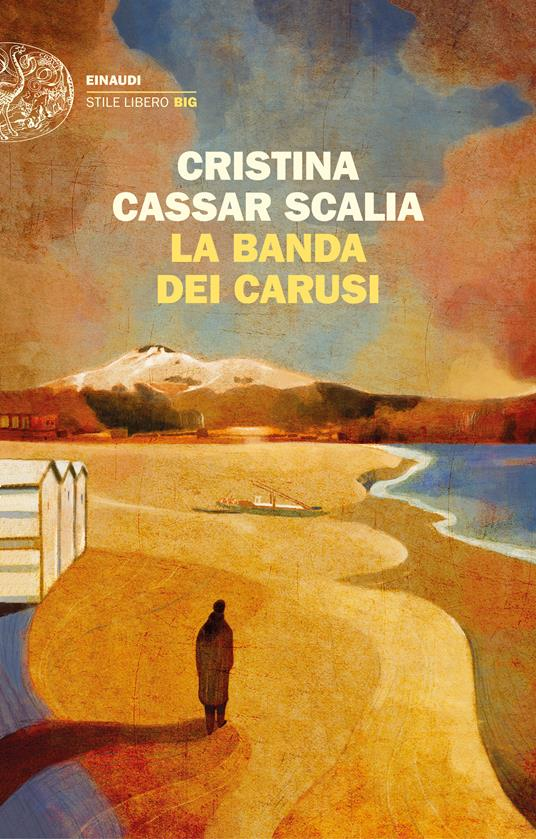 EINAUDI
STILE LIBERO BIG
CRISTINA
CASSAR SCALIA
LA BANDA
DEI CARUSI